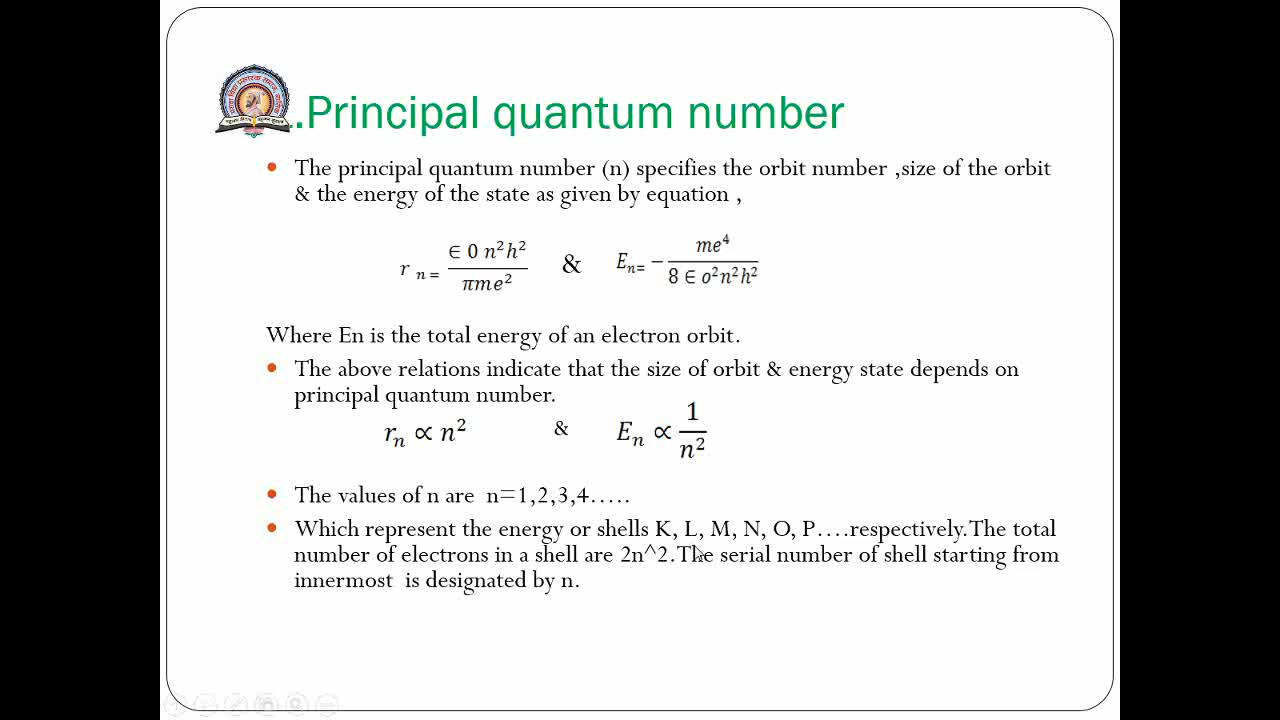 ..Principal quantum number
The principal quantum number (n) specifies the orbit number ,size of the orbit
& the energy of the state as given by equation ,
r n= ∈ 0 n²h² / πme² & En= − me⁴ / 8 ∈ o²n²h²
Where En is the total energy of an electron orbit.
The above relations indicate that the size of orbit & energy state depends on
principal quantum number.
rn ∝ n² & En ∝ 1 / n²
The values of n are n=1,2,3,4.....
Which represent the energy or shells K, L, M, N, O, P....respectively.The total
number of electrons in a shell are 2n^2.The serial number of shell starting from
innermost is designated by n.